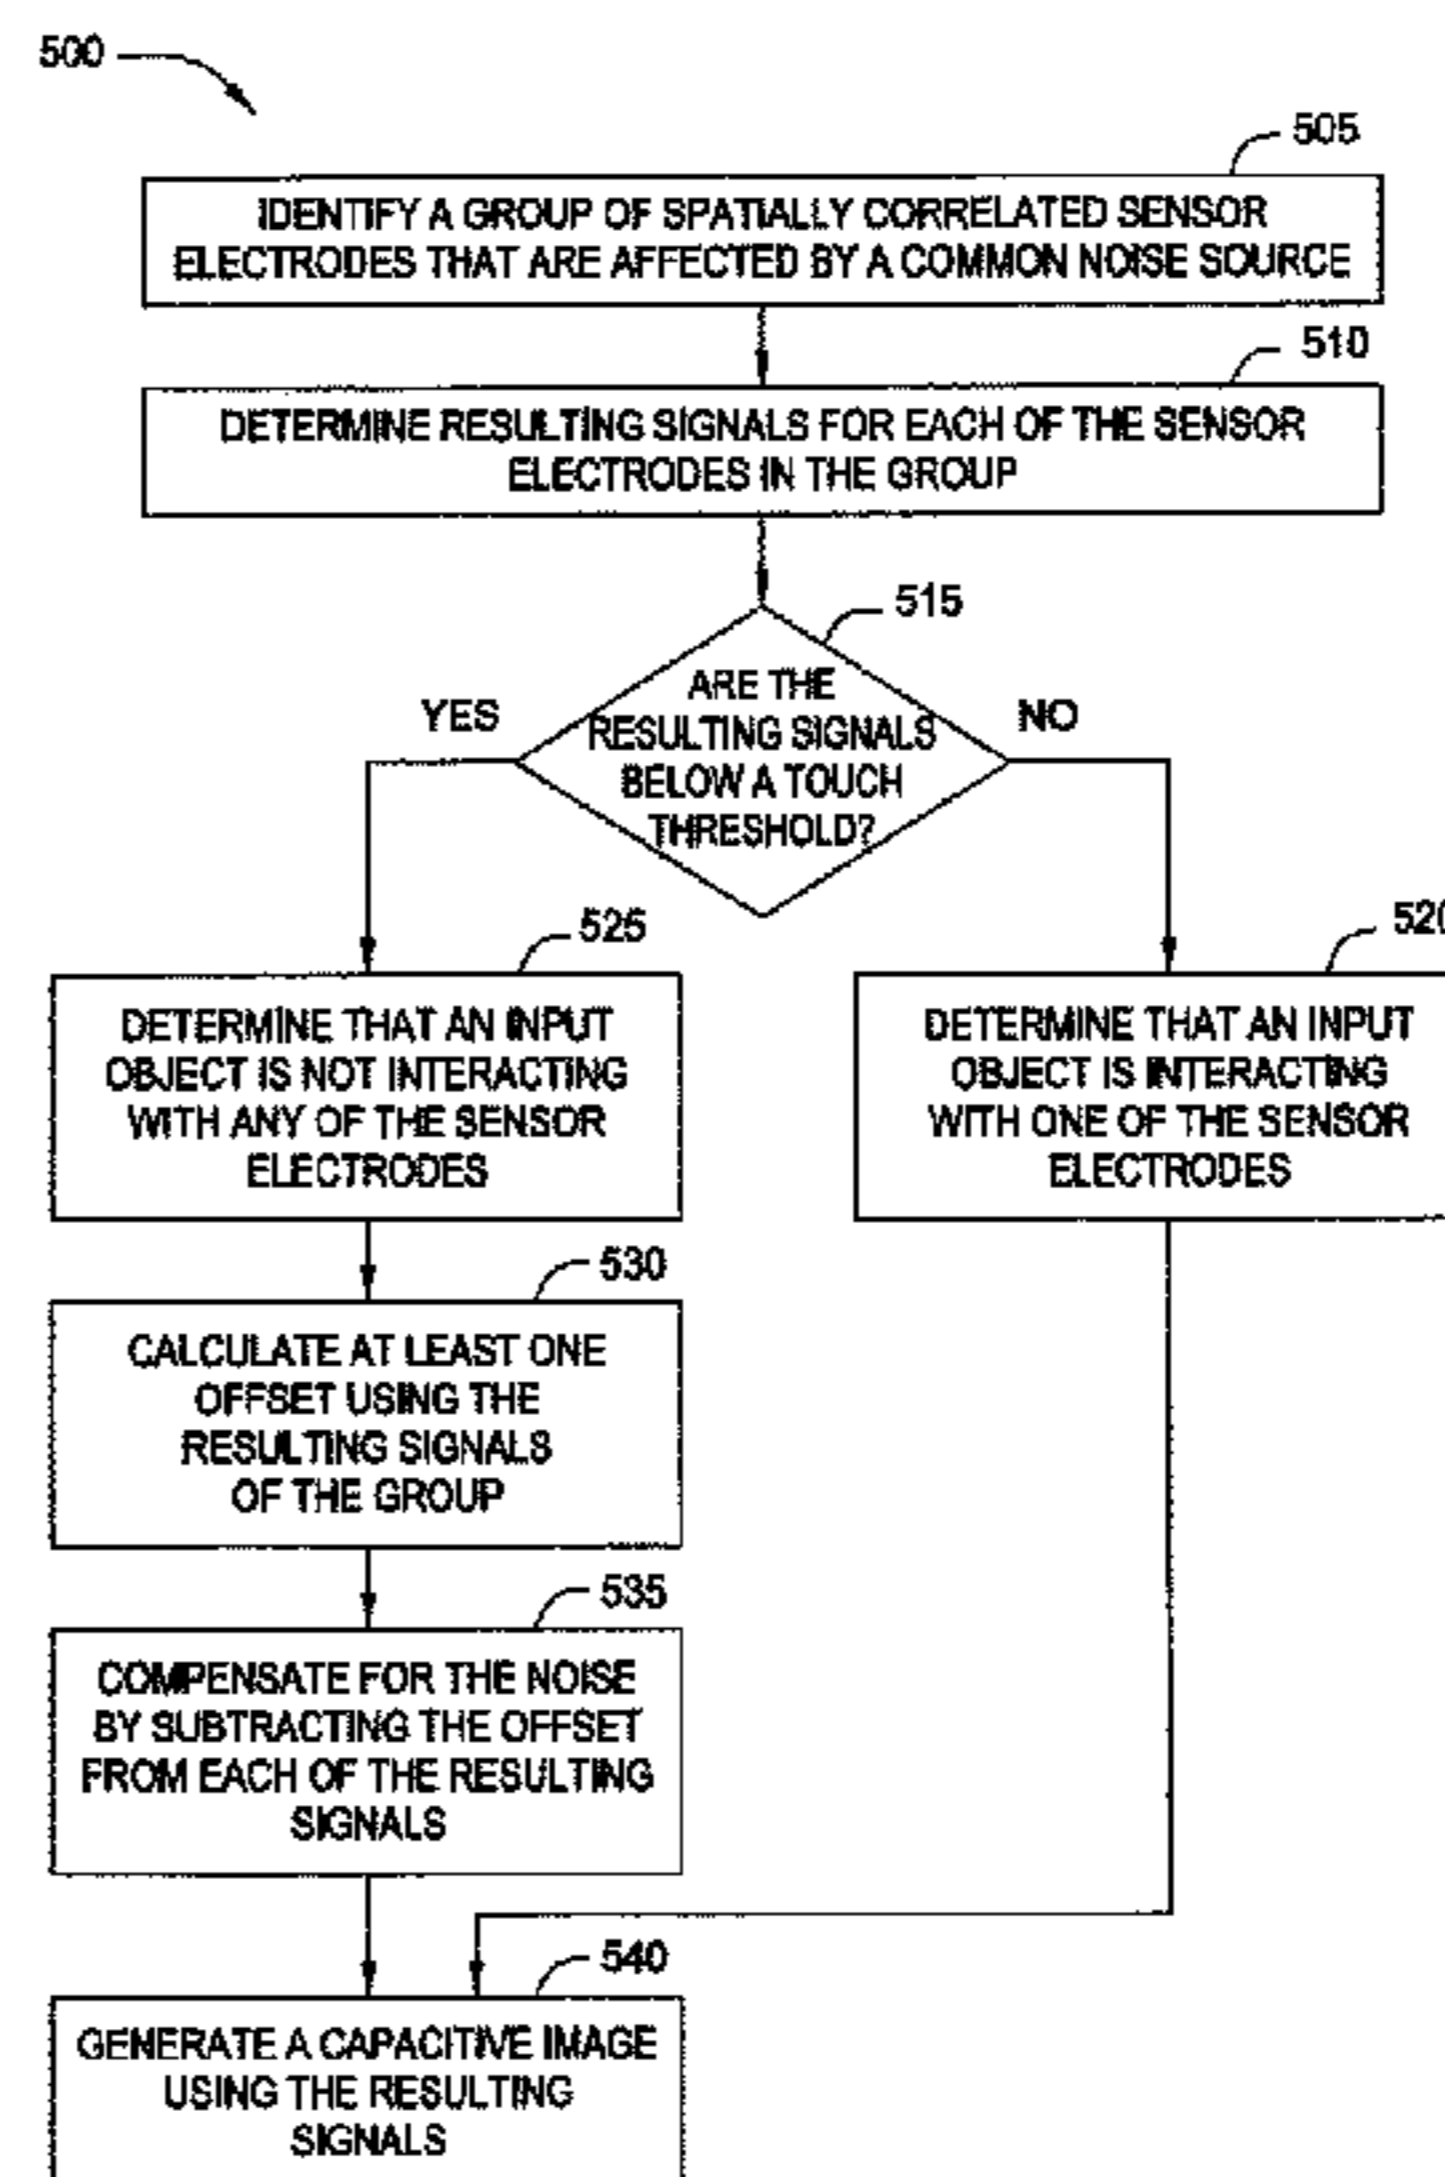 500
505
IDENTIFY A GROUP OF SPATIALLY CORRELATED SENSOR
ELECTRODES THAT ARE AFFECTED BY A COMMON NOISE SOURCE
510
DETERMINE RESULTING SIGNALS FOR EACH OF THE SENSOR
ELECTRODES IN THE GROUP
515
ARE THE
RESULTING SIGNALS
BELOW A TOUCH
THRESHOLD?
YES
NO
525
DETERMINE THAT AN INPUT
OBJECT IS NOT INTERACTING
WITH ANY OF THE SENSOR
ELECTRODES
520
DETERMINE THAT AN INPUT
OBJECT IS INTERACTING
WITH ONE OF THE SENSOR
ELECTRODES
530
CALCULATE AT LEAST ONE
OFFSET USING THE
RESULTING SIGNALS
OF THE GROUP
535
COMPENSATE FOR THE NOISE
BY SUBTRACTING THE OFFSET
FROM EACH OF THE RESULTING
SIGNALS
540
GENERATE A CAPACITIVE IMAGE
USING THE RESULTING
SIGNALS